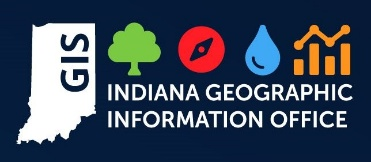 GIS
INDIANA GEOGRAPHIC
INFORMATION OFFICE